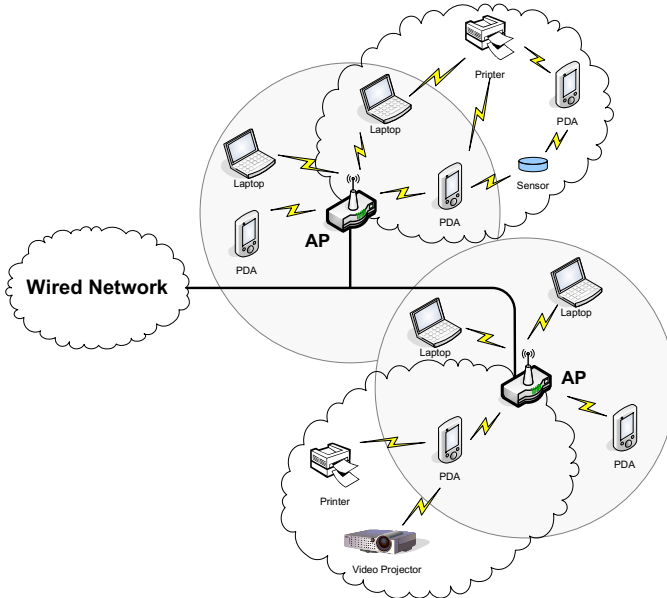 Printer
PDA
Laptop
Laptop
Sensor
PDA
AP
PDA
Wired Network
Laptop
Laptop
AP
PDA
PDA
Printer
Video Projector